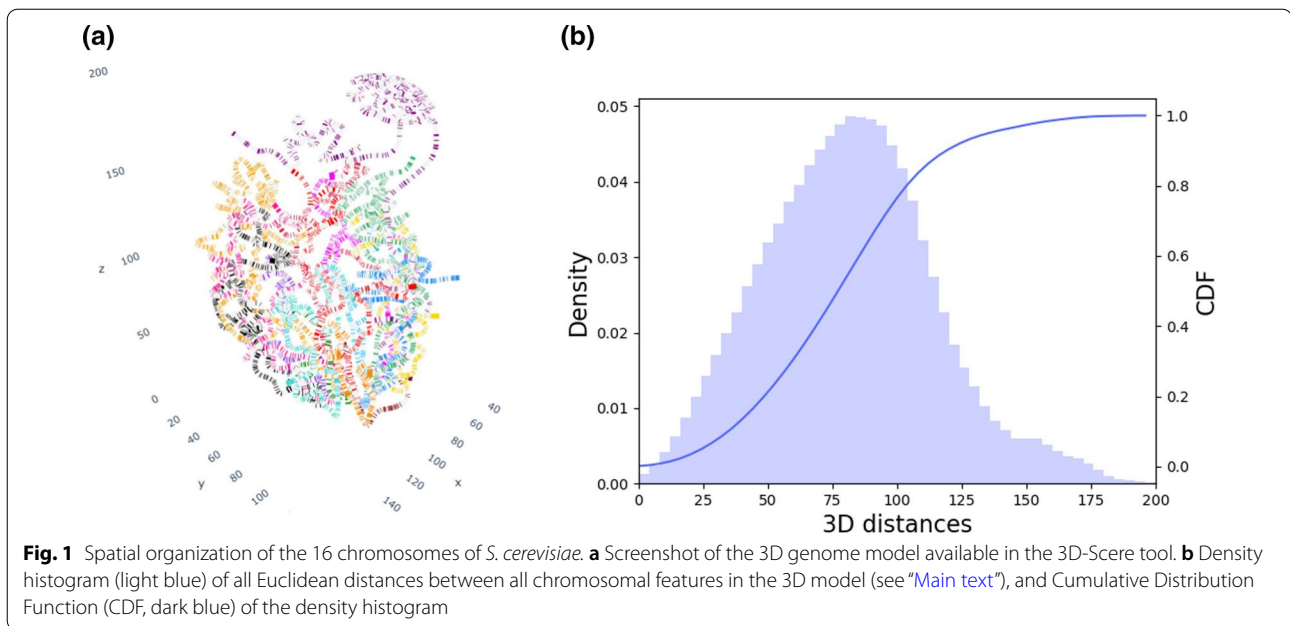 (a)
(b)
200
150
z 100
50
0
20
40
60
80
100
y
40
60
80
100
120
140
x
0.05
0.04
0.03
0.02
0.01
0.00
Density
0 25 50 75 100 125 150 175 200
3D distances
1.0
0.8
0.6
0.4
0.2
0.0
CDF
Fig. 1 Spatial organization of the 16 chromosomes of S. cerevisiae. a Screenshot of the 3D genome model available in the 3D-Scere tool. b Density
histogram (light blue) of all Euclidean distances between all chromosomal features in the 3D model (see “Main text”), and Cumulative Distribution
Function (CDF, dark blue) of the density histogram